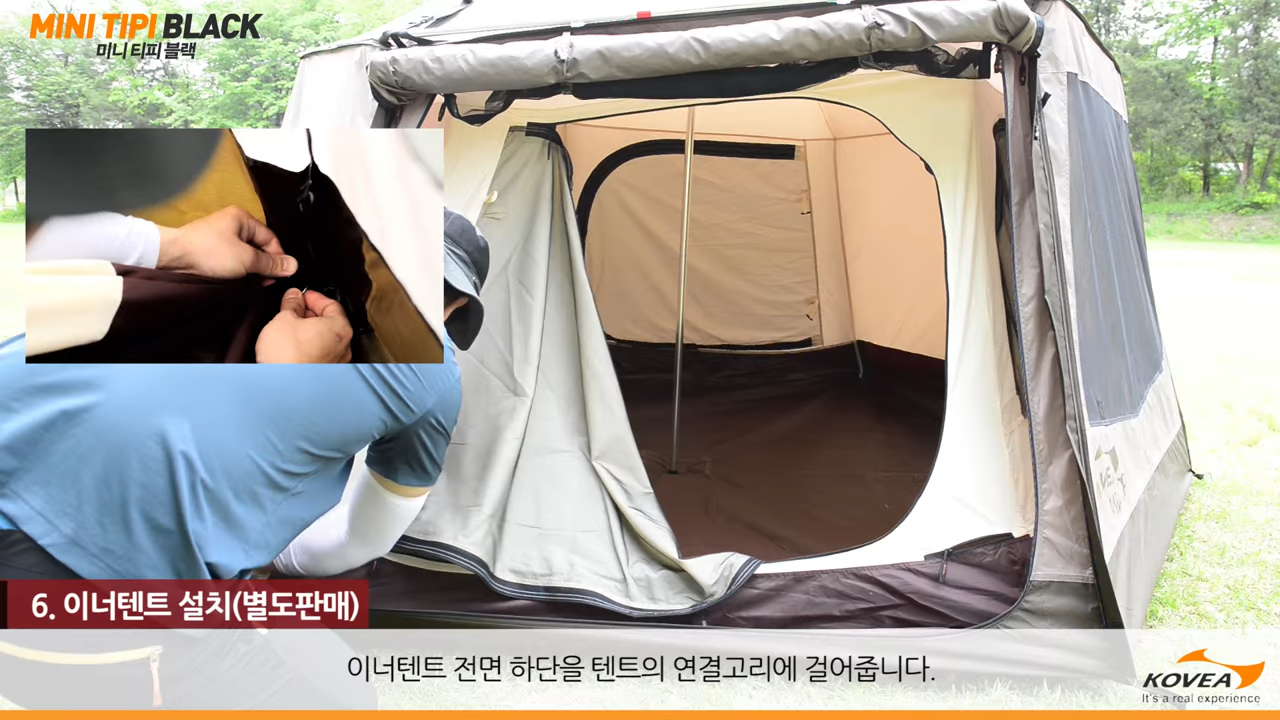 MINI TIPI BLACK
미니 티피 블랙
6. 이너텐트 설치(별도판매)
이너텐트 전면 하단을 텐트의 연결고리에 걸어줍니다.
KOVEA
It's a real experience